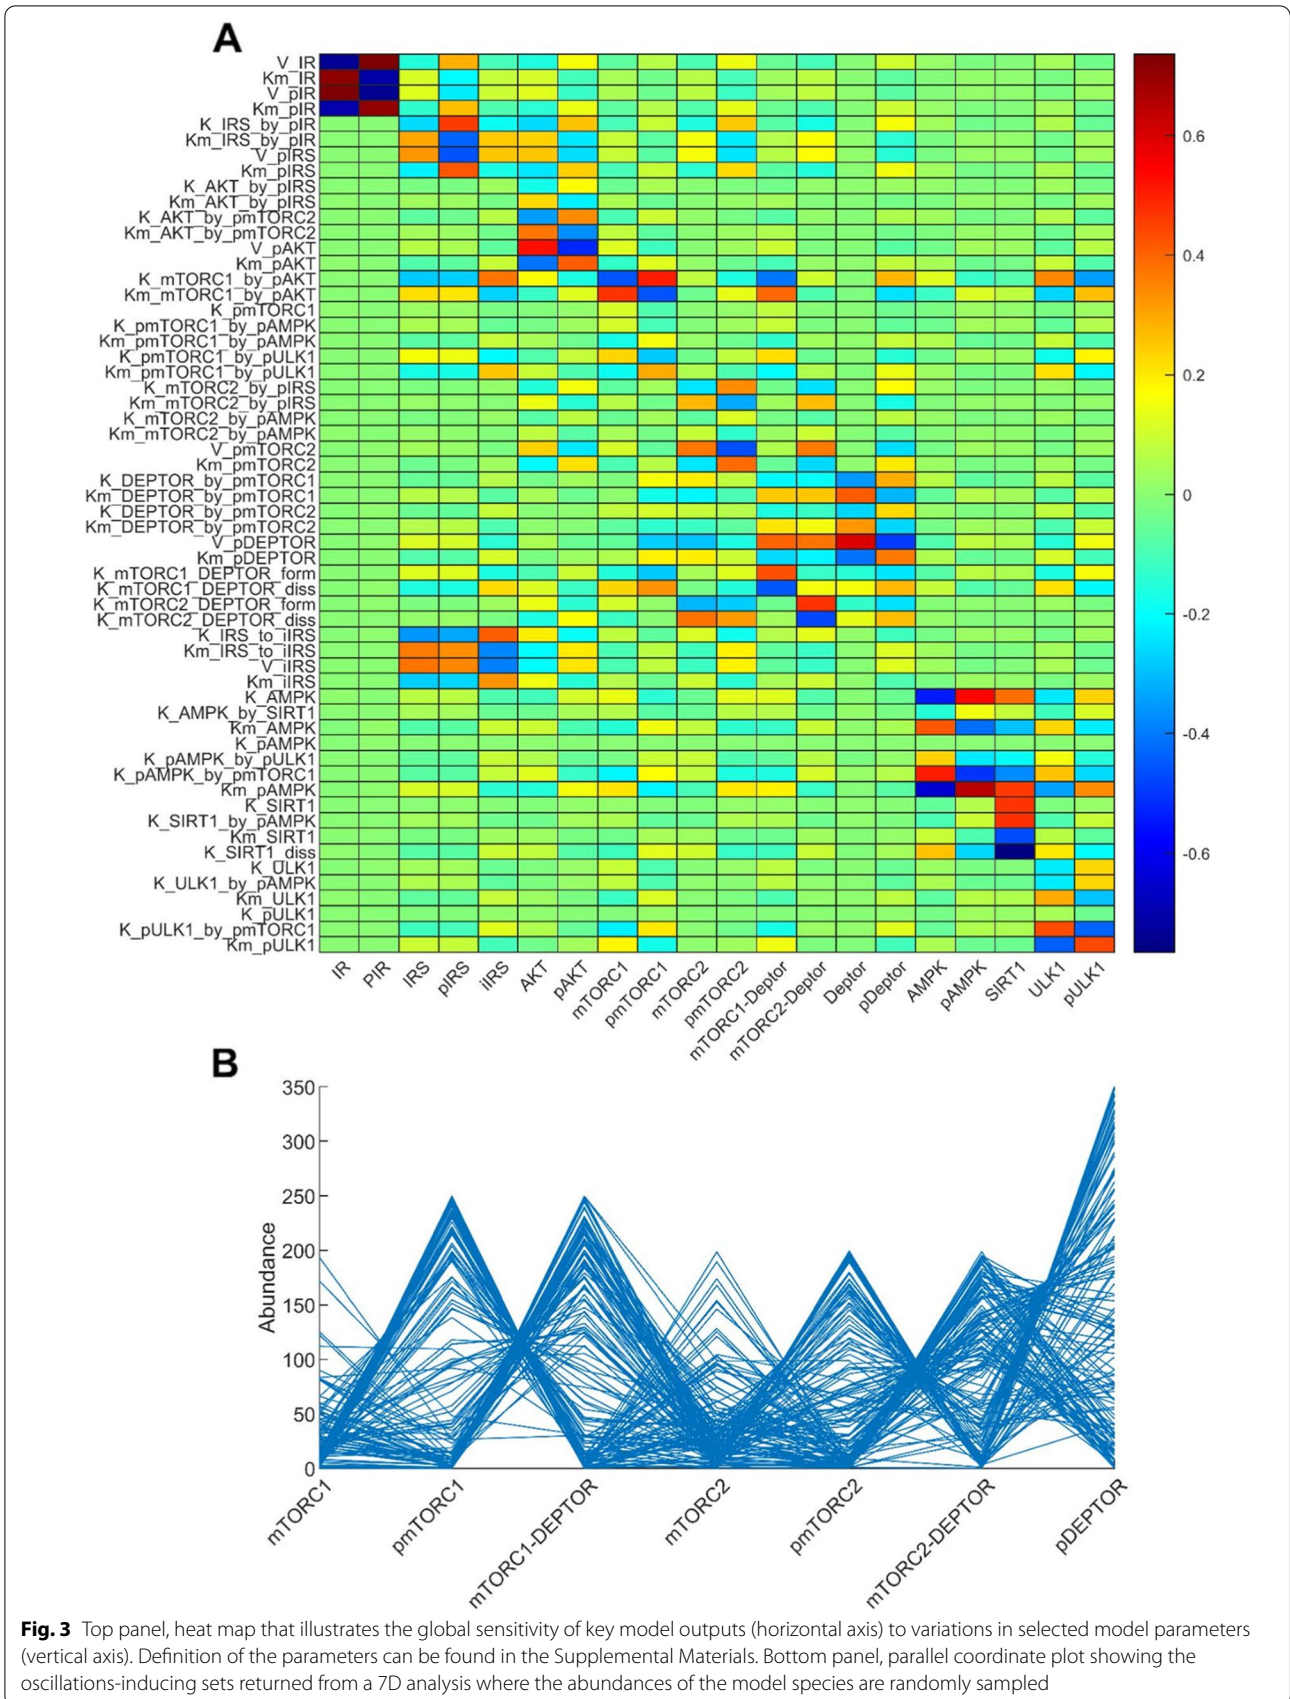 A
V_IR
Km_IR
V_pIR
Km_pIR
K_IRS_by_pIR
Km_IRS_by_pIR
V_pIRS
Km_pIRS
K_AKT_by_pIRS
Km_AKT_by_pIRS
K_AKT_by_pmTORC2
Km_AKT_by_pmTORC2
V_pAKT
Km_pAKT
K_mTORC1_by_pAKT
Km_mTORC1_by_pAKT
K_pmTORC1
K_pmTORC1_by_pAMPK
Km_pmTORC1_by_pAMPK
K_pmTORC1_by_pULK1
Km_pmTORC1_by_pULK1
K_mTORC2_by_pIRS
Km_mTORC2_by_pIRS
K_mTORC2_by_pAMPK
Km_mTORC2_by_pAMPK
V_pmTORC2
Km_pmTORC2
K_DEPTOR_by_pmTORC1
Km_DEPTOR_by_pmTORC1
K_DEPTOR_by_pmTORC2
Km_DEPTOR_by_pmTORC2
V_pDEPTOR
Km_pDEPTOR
K_mTORC1_DEPTOR_form
K_mTORC1_DEPTOR_diss
K_mTORC2_DEPTOR_form
K_mTORC2_DEPTOR_diss
K_IRS_to_iIRS
Km_IRS_to_iIRS
V_iIRS
Km_iIRS
K_AMPK
K_AMPK_by_SIRT1
Km_AMPK
K_pAMPK
K_pAMPK_by_pULK1
K_pAMPK_by_pmTORC1
Km_pAMPK
K_SIRT1
K_SIRT1_by_pAMPK
Km_SIRT1
K_SIRT1_diss
K_ULK1
K_ULK1_by_pAMPK
Km_ULK1
K_pULK1
K_pULK1_by_pmTORC1
Km_pULK1
0.6
0.4
0.2
0
-0.2
-0.4
-0.6
IR
PIR
IRS
pIRS
iIRS
AKT
pAKT
mTORC1
pmTORC1
mTORC2
pmTORC2
mTORC1-Deptor
mTORC2-Deptor
Deptor
pDeptor
AMPK
pAMPK
SIRT1
ULK1
pULK1
B
Abundance
350
300
250
200
150
100
50
0
mTORC1
pmTORC1
mTORC1-DEPTOR
mTORC2
pmTORC2
mTORC2-DEPTOR
pDEPTOR
Fig. 3 Top panel, heat map that illustrates the global sensitivity of key model outputs (horizontal axis) to variations in selected model parameters
(vertical axis). Definition of the parameters can be found in the Supplemental Materials. Bottom panel, parallel coordinate plot showing the
oscillations-inducing sets returned from a 7D analysis where the abundances of the model species are randomly sampled